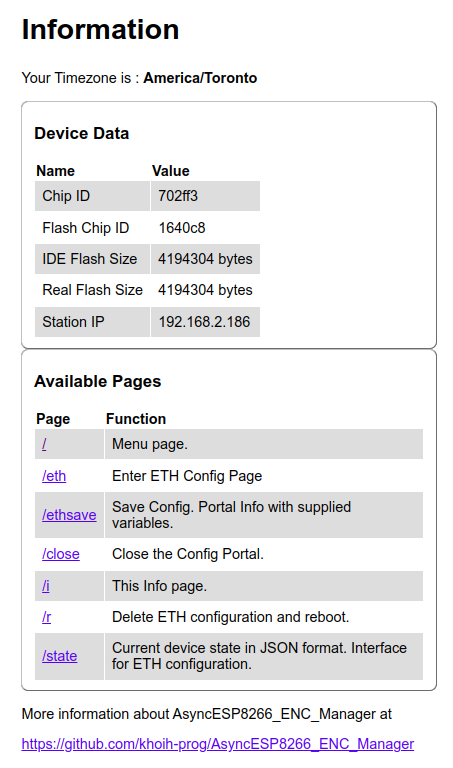 Information
Your Timezone is : America/Toronto
Device Data
Name Value
Chip ID 702ff3
Flash Chip ID 1640c8
IDE Flash Size 4194304 bytes
Real Flash Size 4194304 bytes
Station IP 192.168.2.186
Available Pages
Page Function
/ Menu page.
/eth Enter ETH Config Page
/ethsave Save Config. Portal Info with supplied
variables.
/close Close the Config Portal.
/i This Info page.
/r Delete ETH configuration and reboot.
/state Current device state in JSON format. Interface
for ETH configuration.
More information about AsyncESP8266_ENC_Manager at
https://github.com/khoih-prog/AsyncESP8266_ENC_Manager